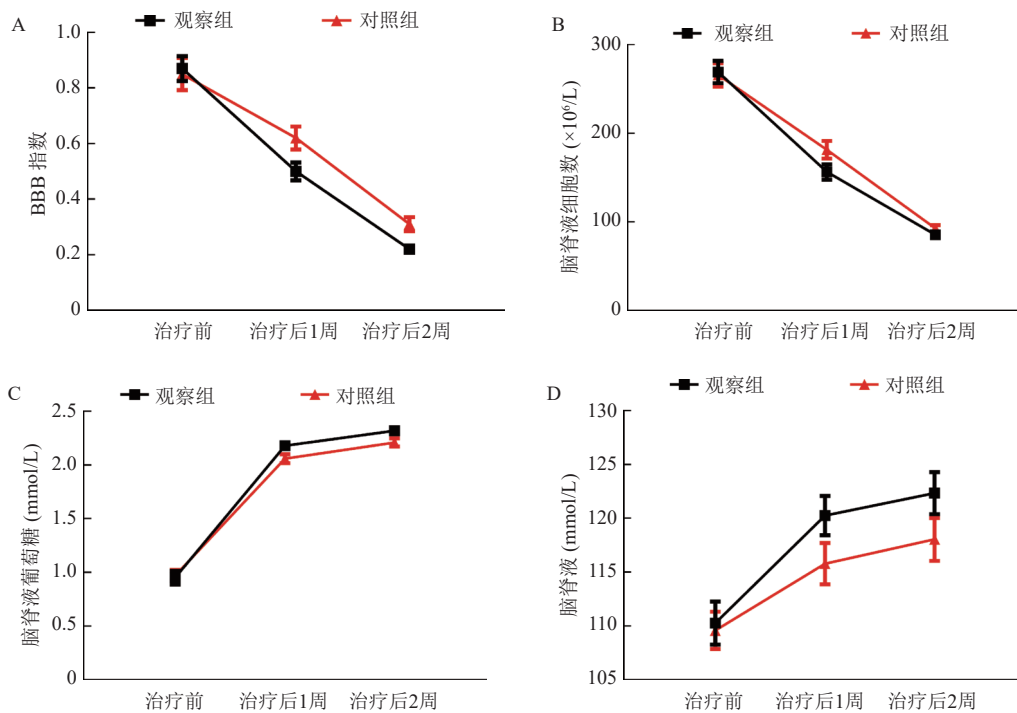 A
观察组
对照组
1.0
0.8
0.6
0.4
0.2
0
BBB 指数
治疗前
治疗后1周
治疗后2周
B
观察组
对照组
300
200
100
0
脑脊液细胞数 (×10⁶/L)
治疗前
治疗后1周
治疗后2周
C
观察组
对照组
2.5
2.0
1.5
1.0
0.5
0
脑脊液葡萄糖 (mmol/L)
治疗前
治疗后1周
治疗后2周
D
观察组
对照组
130
125
120
115
110
105
脑脊液 (mmol/L)
治疗前
治疗后1周
治疗后2周